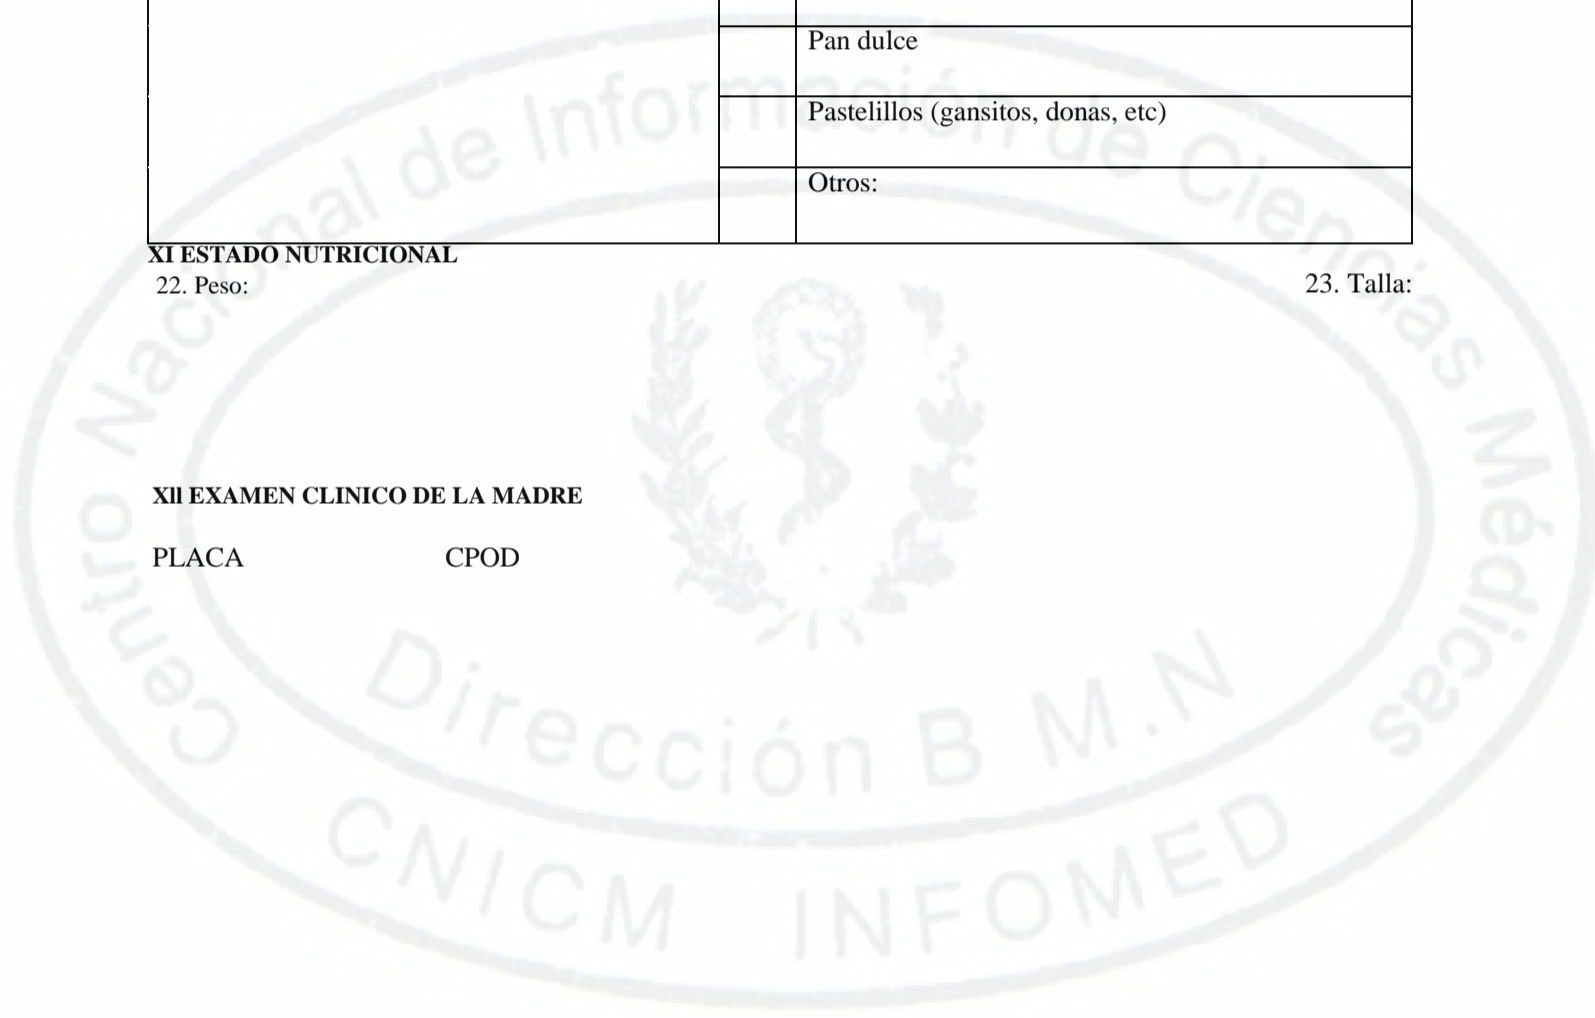 Pan dulce
Pastelillos (gansitos, donas, etc)
Otros:
XI ESTADO NUTRICIONAL
22. Peso:
23. Talla:
XII EXAMEN CLINICO DE LA MADRE
PLACA CPOD
Centro Nacional de Información de Ciencias Médicas
Dirección B M.N
CNICM INFOMED